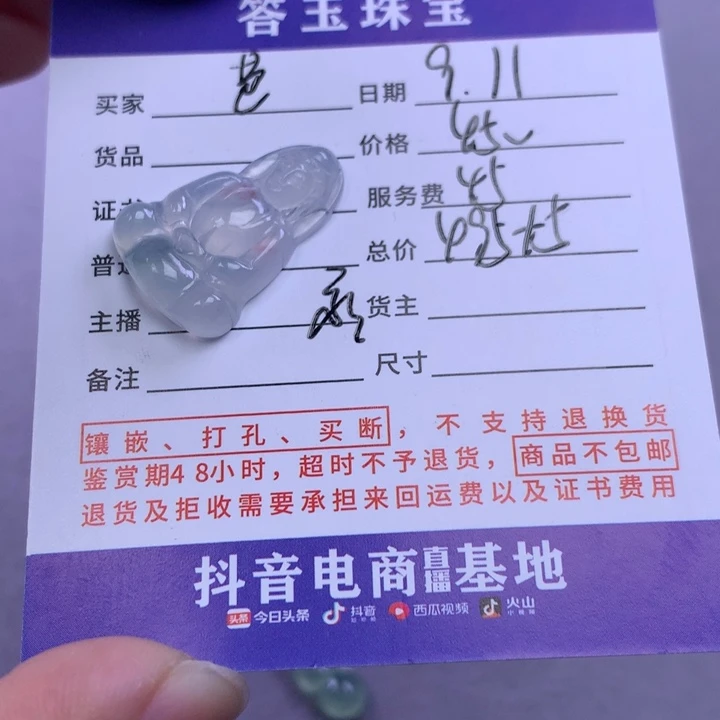 答玉珠宝
买家 日期 9.11
货品 价格 45
证书 服务费 45
普通 总价
主播 货主
备注 尺寸
镶嵌、打孔、买断，不支持退换货
鉴赏期48小时，超时不予退货，商品不包邮
退货及拒收需要承担来回运费以及证书费用
抖音电商直播基地
头条 今日头条 抖音 西瓜视频 火山